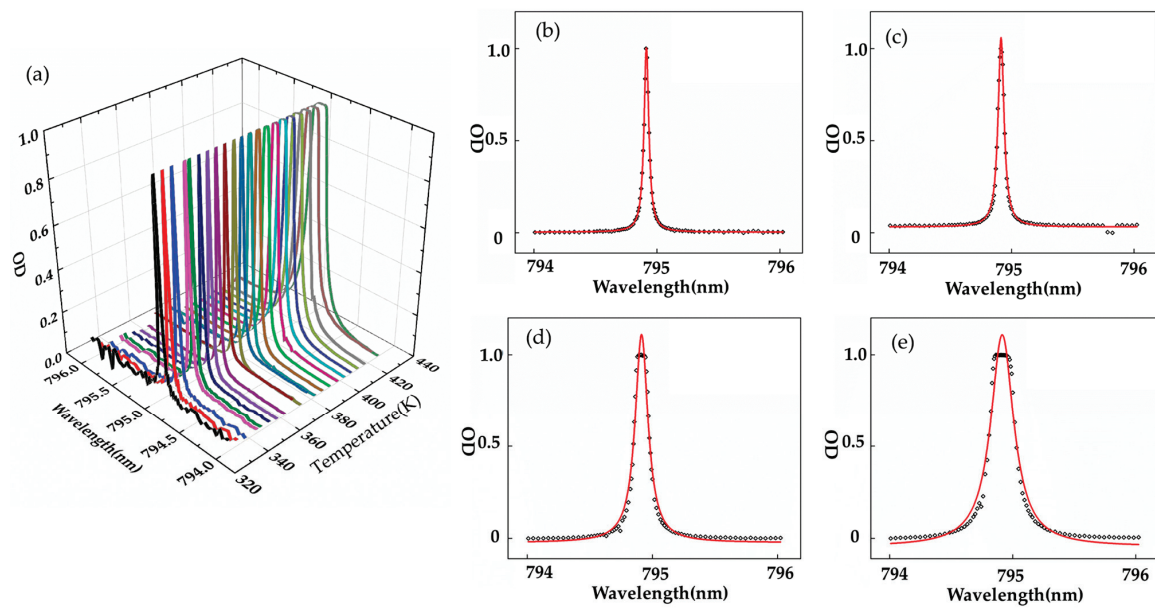 (a)
1.0
0.8
0.6
0.4
0.2
0.0
OD
796.0
795.5
795.0
794.5
794.0
Wavelength(nm)
320
340
360
380
400
420
440
Temperature(K)
(b)
1.0
0.5
0
OD
794
795
796
Wavelength(nm)
(c)
1.0
0.5
0
OD
794
795
796
Wavelength(nm)
(d)
1.0
0.5
0
OD
794
795
796
Wavelength(nm)
(e)
1.0
0.5
0
OD
794
795
796
Wavelength(nm)